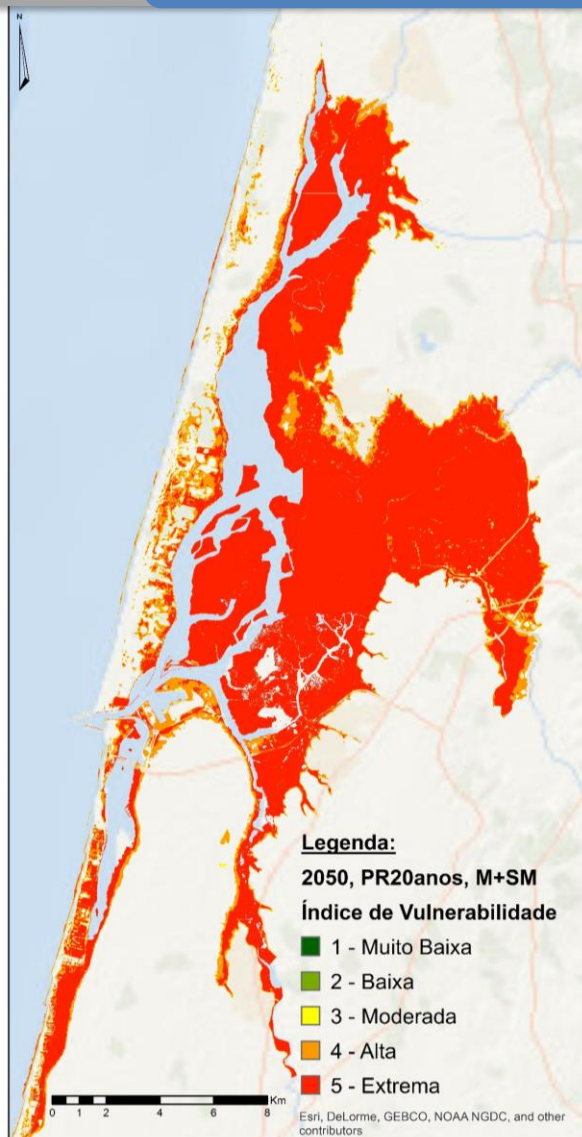 N
Legenda:
2050, PR20anos, M+SM
Índice de Vulnerabilidade
1 - Muito Baixa
2 - Baixa
3 - Moderada
4 - Alta
5 - Extrema
Km
0 1 2 4 6 8
Esri, DeLorme, GEBCO, NOAA NGDC, and other
contributors